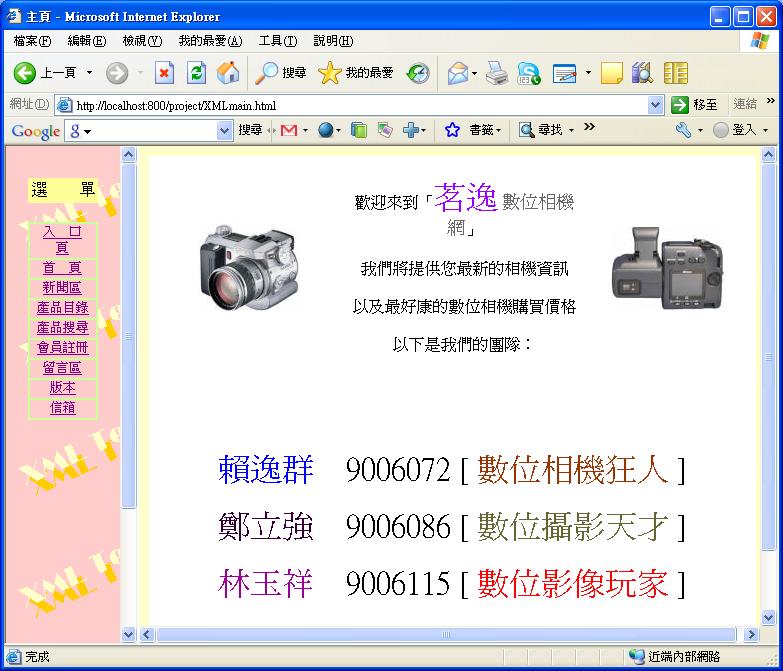 主頁 - Microsoft Internet Explorer
檔案(F) 編輯(E) 檢視(V) 我的最愛(A) 工具(T) 說明(H)
上一頁 搜尋 我的最愛
網址(D) http://localhost:800/project/XMLmain.html 移至 連結 »
Google g 搜尋 書籤 尋找 » 登入
選 單
入 口
頁
首 頁
新聞區
產品目錄
產品搜尋
會員註冊
留言區
版本
信箱
歡迎來到「茗逸 數位相機
網」
我們將提供您最新的相機資訊
以及最好康的數位相機購買價格
以下是我們的團隊：
賴逸群 9006072 [ 數位相機狂人 ]
鄭立強 9006086 [ 數位攝影天才 ]
林玉祥 9006115 [ 數位影像玩家 ]
XML Te
XML Te
完成 近端內部網路